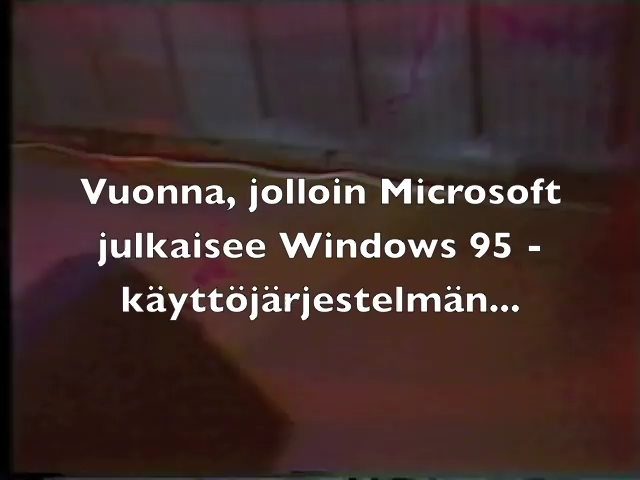 Vuonna, jolloin Microsoft
julkaisee Windows 95 -
käyttöjärjestelmän...